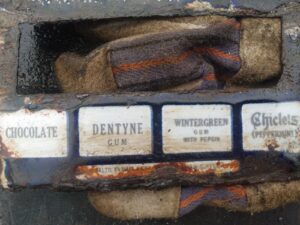 CHOCOLATE
DENTYNE
GUM
WINTERGREEN
GUM
WITH PEPSIN
Chiclets
(PEPPERMINT)